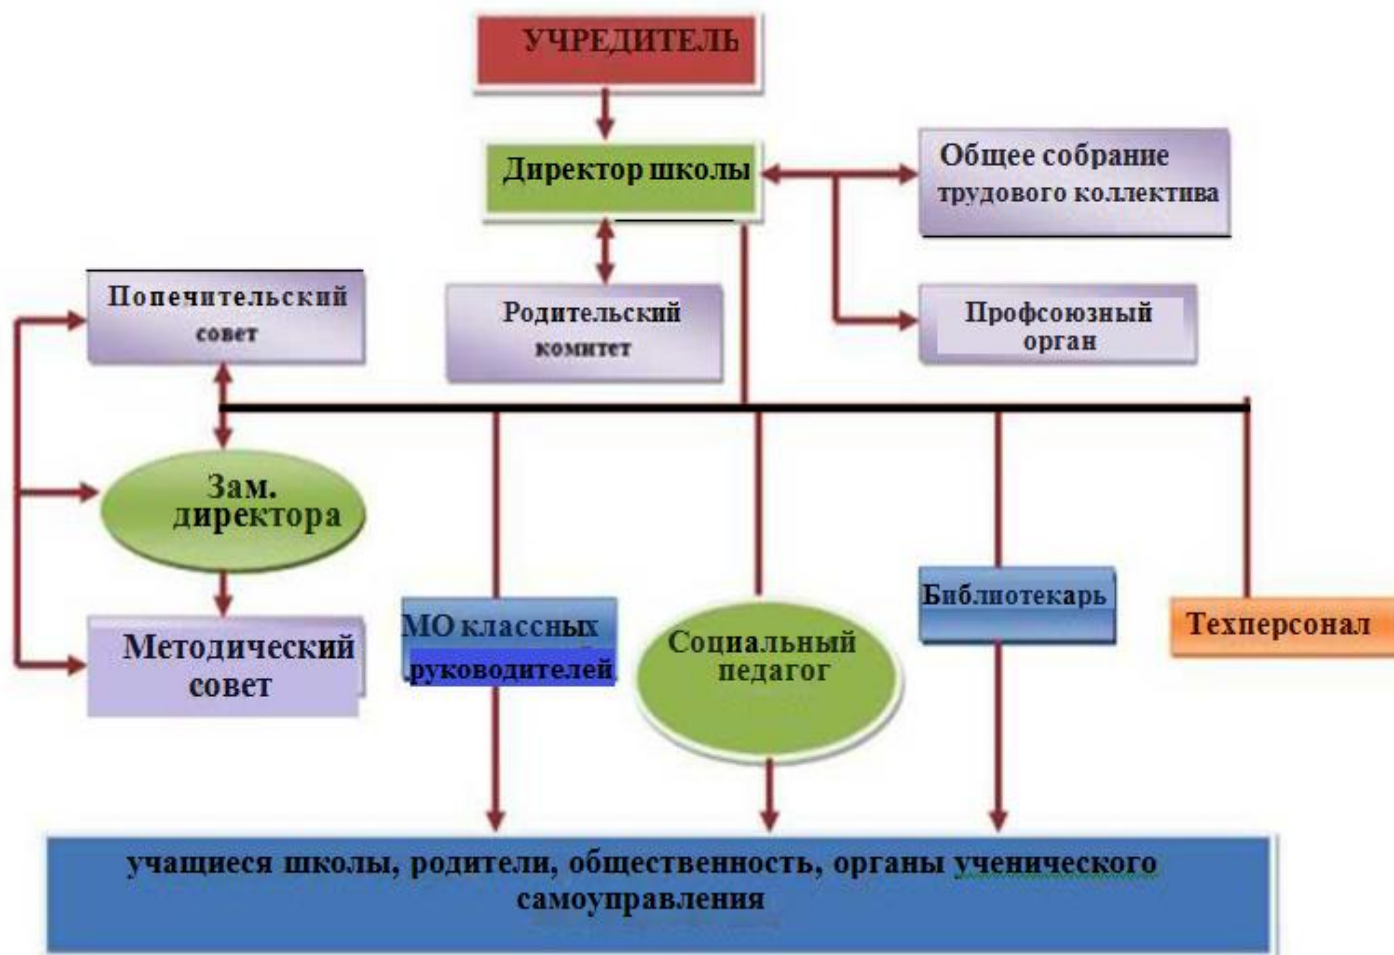 УЧРЕДИТЕЛЬ
Директор школы
Общее собрание
трудового коллектива
Попечительский
совет
Родительский
комитет
Профсоюзный
орган
Зам.
директора
МО классных
руководителей
Социальный
педагог
Библиотекарь
Техперсонал
Методический
совет
учащиеся школы, родители, общественность, органы ученического
самоуправления